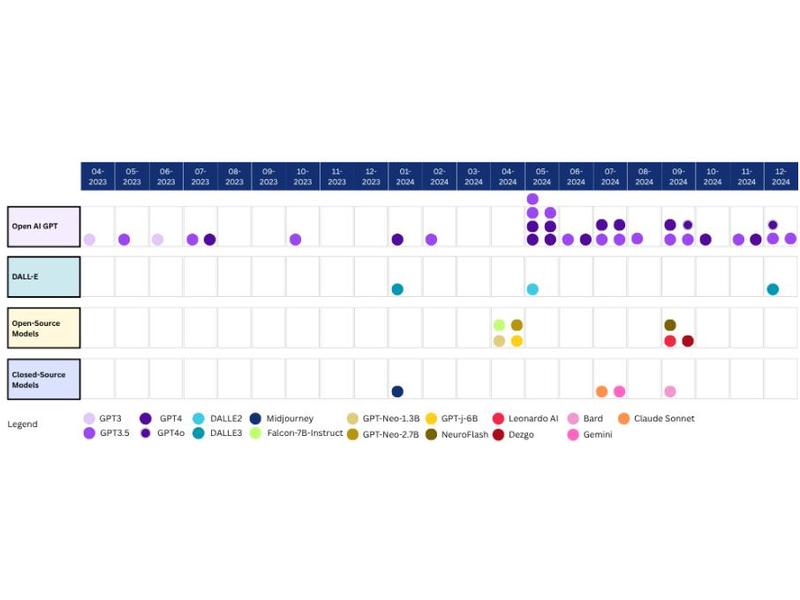 04-2023 05-2023 06-2023 07-2023 08-2023 09-2023 10-2023 11-2023 12-2023 01-2024 02-2024 03-2024 04-2024 05-2024 06-2024 07-2024 08-2024 09-2024 10-2024 11-2024 12-2024
Open AI GPT
DALL-E
Open-Source
Models
Closed-Source
Models
Legend
GPT3 GPT4 DALLE2 Midjourney GPT-Neo-1.3B GPT-j-6B Leonardo AI Bard Claude Sonnet
GPT3.5 GPT4o DALLE3 Falcon-7B-Instruct GPT-Neo-2.7B NeuroFlash Dezgo Gemini